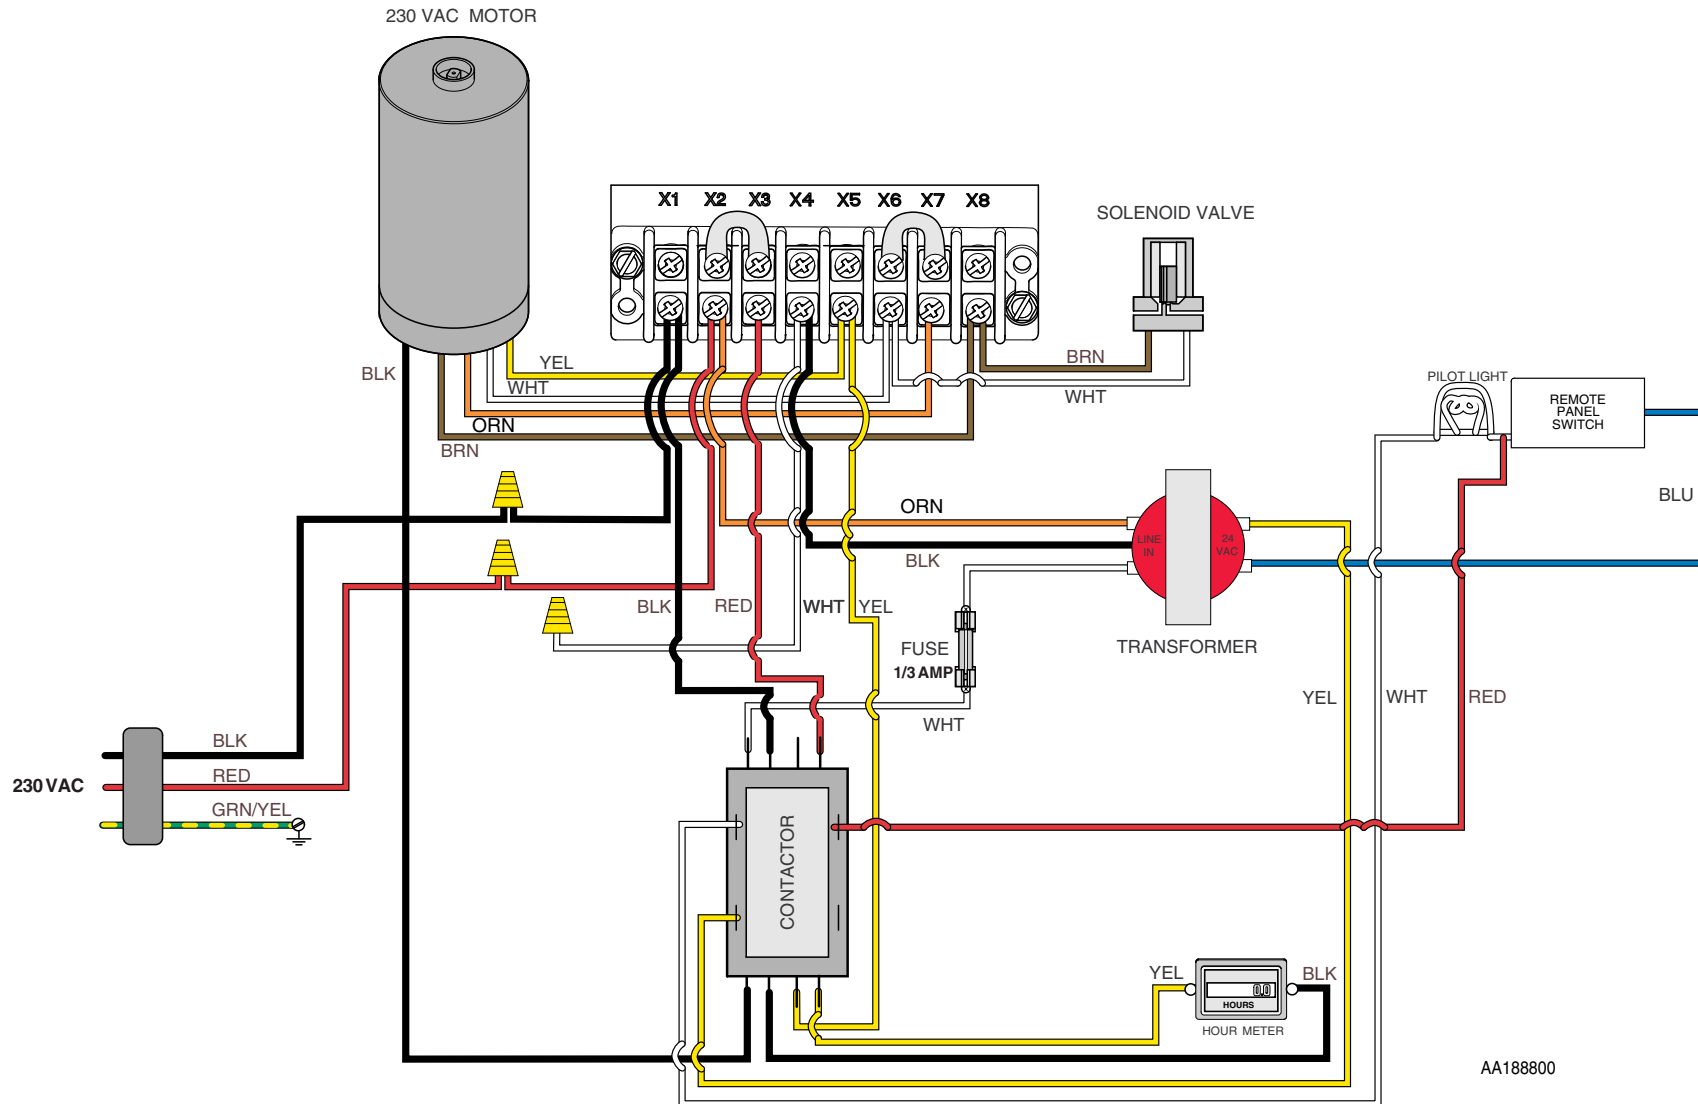 230 VAC MOTOR
X1 X2 X3 X4 X5 X6 X7 X8
SOLENOID VALVE
BLK
YEL
WHT
ORN
BRN
BRN
WHT
PILOT LIGHT
REMOTE
PANEL
SWITCH
BLU
ORN
BLK
LINE
IN
24
VAC
TRANSFORMER
BLK
RED
WHT
YEL
FUSE
1/3 AMP
WHT
YEL
WHT
RED
BLK
230 VAC
RED
GRN/YEL
CONTACTOR
YEL
BLK
0.0
HOURS
HOUR METER
AA188800